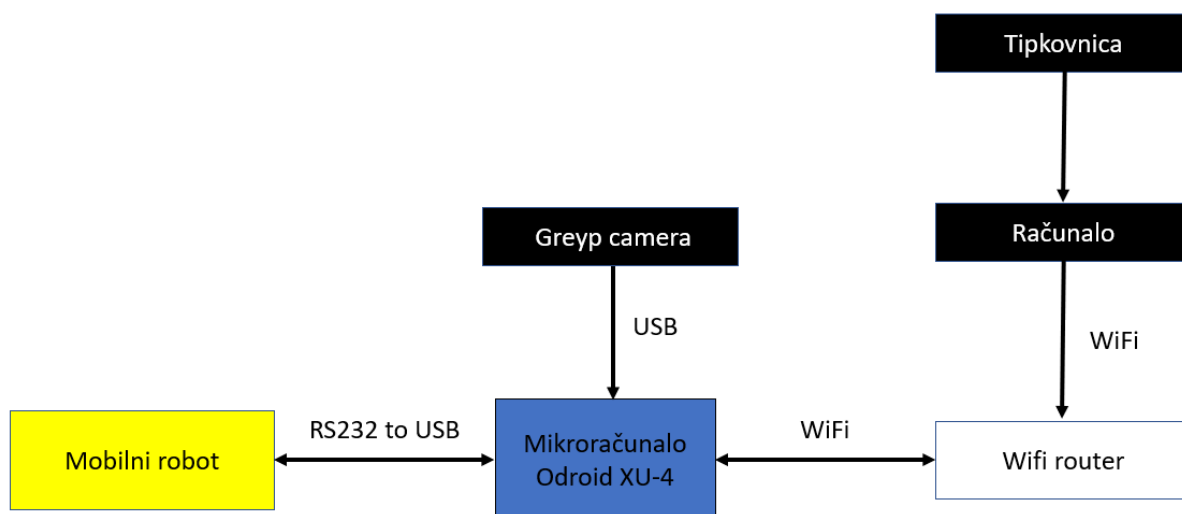 Tipkovnica
Računalo
Greyp camera
USB
WiFi
Mobilni robot
RS232 to USB
Mikroračunalo
Odroid XU-4
WiFi
Wifi router